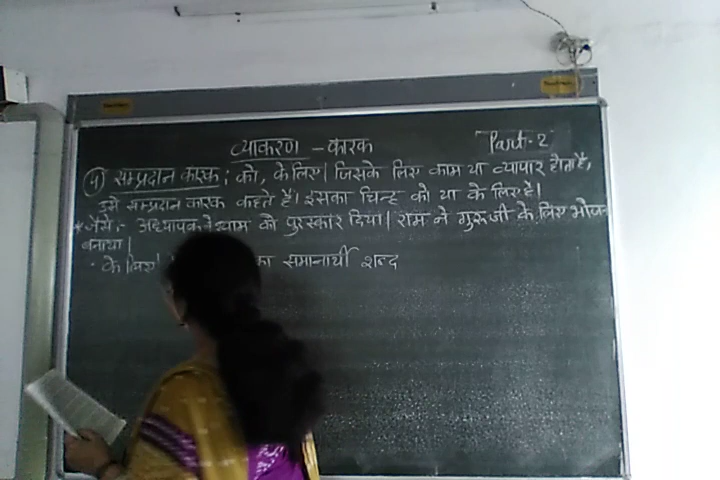 व्याकरण - कारक Part-2
(4) सम्प्रदान कारक; को, के लिए। जिसके लिए काम या व्यापार होता है,
उसे सम्प्रदान कारक कहते हैं। इसका चिन्ह को या के लिए है।
* जैसे:- अध्यापक ने श्याम को पुरस्कार दिया। राम ने गुरुजी के लिए भोजन
बनाया।
· के लिए का समानार्थी शब्द